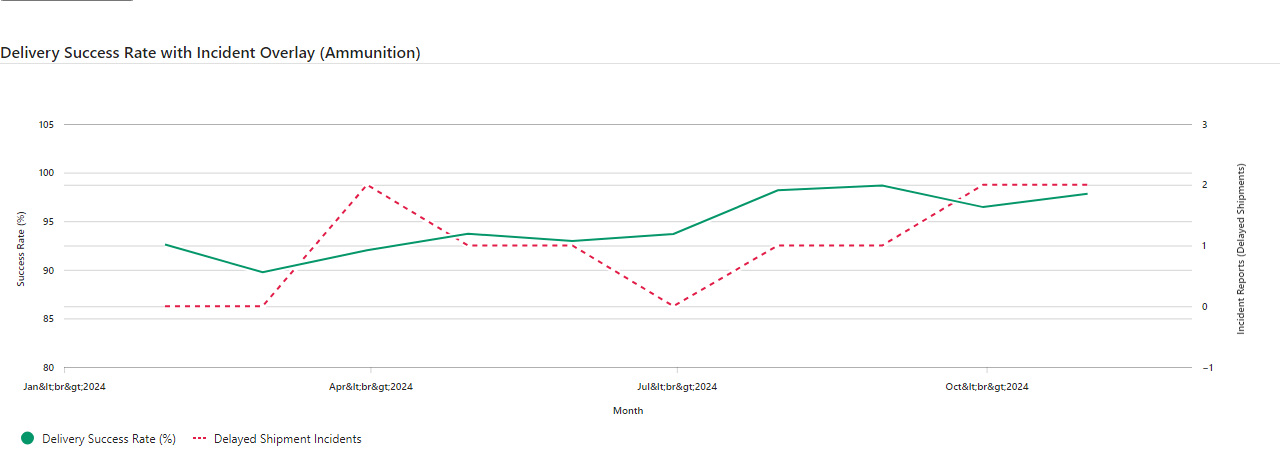 Delivery Success Rate with Incident Overlay (Ammunition)
105
100
95
90
85
80
Success Rate (%)
3
2
1
0
−1
Incident Reports (Delayed Shipments)
Jan&lt;br&gt;2024 Apr&lt;br&gt;2024 Jul&lt;br&gt;2024 Oct&lt;br&gt;2024
Month
Delivery Success Rate (%) Delayed Shipment Incidents